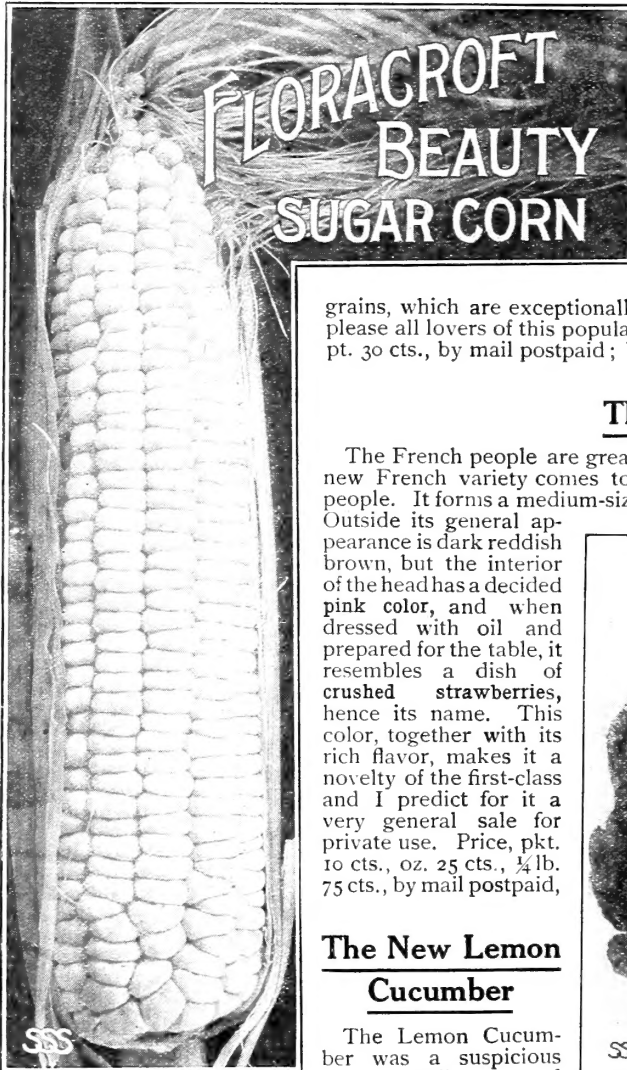 FLORACROFT
BEAUTY
SUGAR CORN
grains, which are exceptionall
please all lovers of this popula
pt. 30 cts., by mail postpaid;
The French people are grea
new French variety comes to
people. It forms a medium-siz
Outside its general ap-
pearance is dark reddish
brown, but the interior
of the head has a decided
pink color, and when
dressed with oil and
prepared for the table, it
resembles a dish of
crushed strawberries,
hence its name. This
color, together with its
rich flavor, makes it a
novelty of the first-class
and I predict for it a
very general sale for
private use. Price, pkt.
10 cts., oz. 25 cts., ¼ lb.
75 cts., by mail postpaid,
The New Lemon
Cucumber
The Lemon Cucum-
ber was a suspicious
SSS